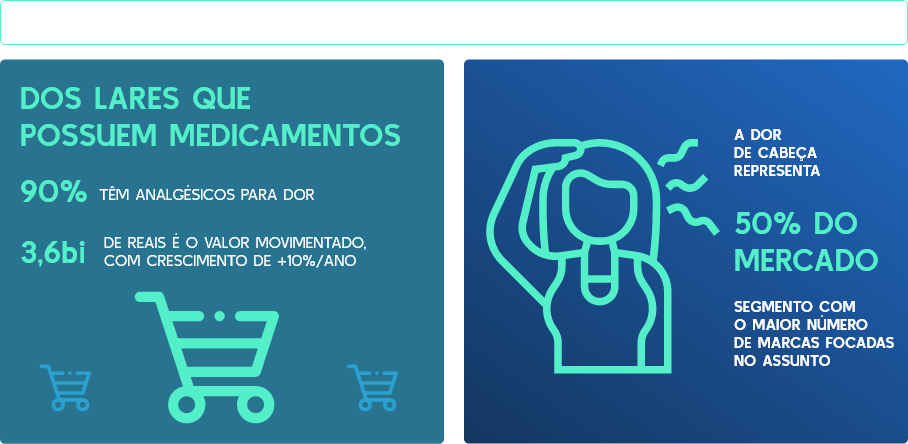 DOS LARES QUE
POSSUEM MEDICAMENTOS
90% TÊM ANALGÉSICOS PARA DOR
3,6bi DE REAIS É O VALOR MOVIMENTADO,
COM CRESCIMENTO DE +10%/ANO
A DOR
DE CABEÇA
REPRESENTA
50% DO
MERCADO
SEGMENTO COM
O MAIOR NÚMERO
DE MARCAS FOCADAS
NO ASSUNTO